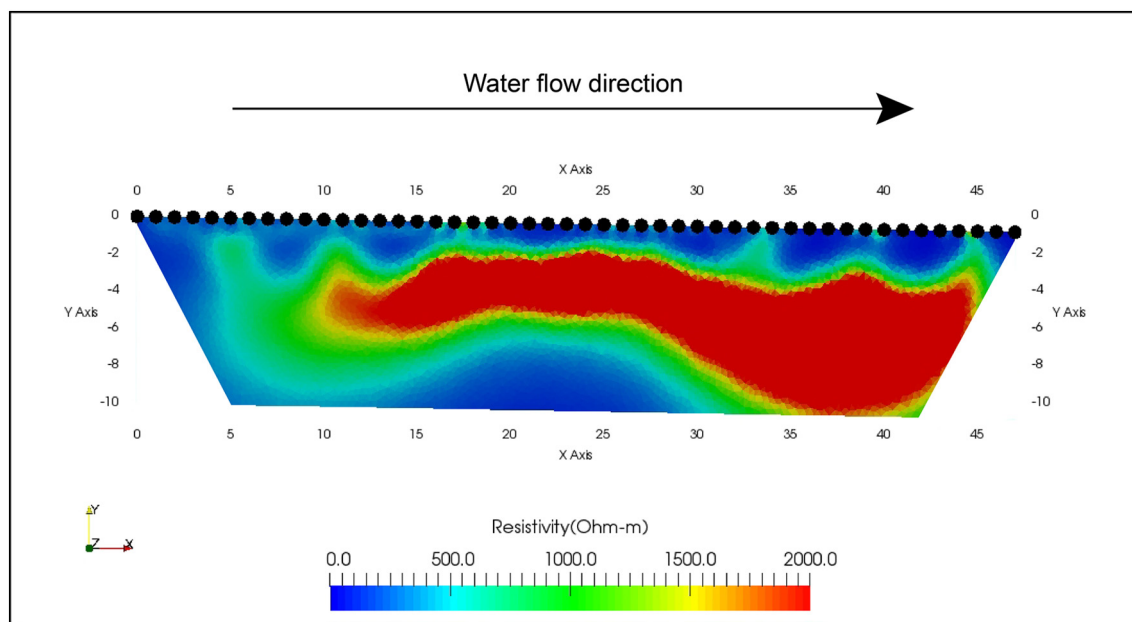 Water flow direction
X Axis
0 5 10 15 20 25 30 35 40 45
0 0
-2 -2
-4 -4
Y Axis Y Axis
-6 -6
-8 -8
-10 -10
0 5 10 15 20 25 30 35 40 45
X Axis
Y
Z X
Resistivity(Ohm-m)
0.0 500.0 1000.0 1500.0 2000.0